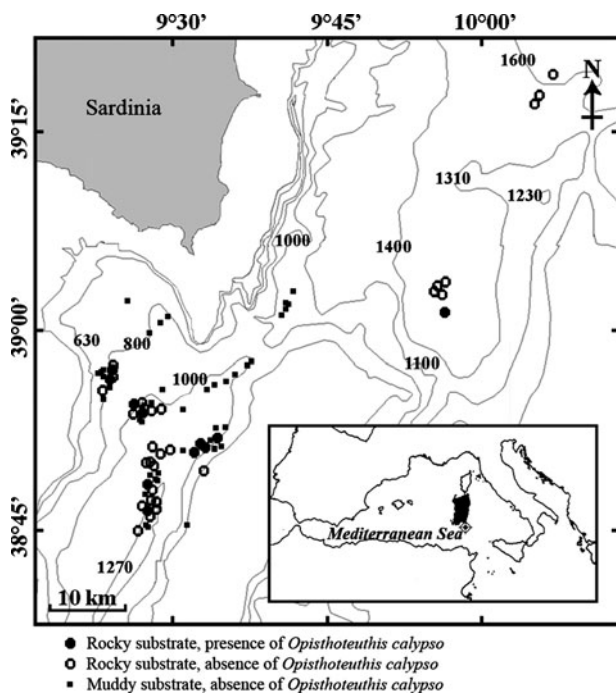 9°30′ 9°45′ 10°00′
1600
N
Sardinia
39°15′
1310
1230
1000
1400
39°00′
630
800
1100
1000
Mediterranean Sea
38°45′
1270
10 km
Rocky substrate, presence of Opisthoteuthis calypso
Rocky substrate, absence of Opisthoteuthis calypso
Muddy substrate, absence of Opisthoteuthis calypso